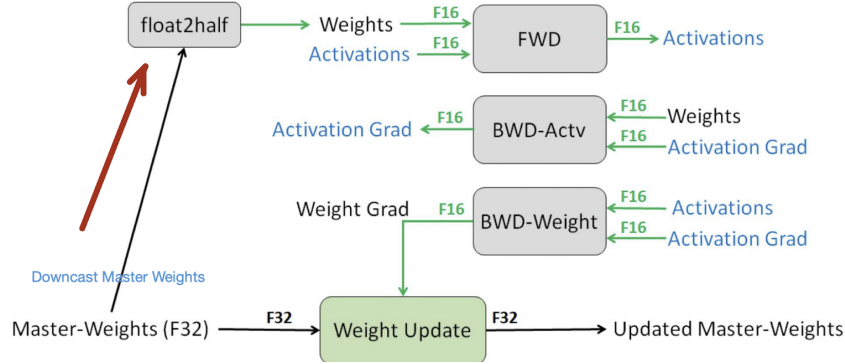 float2half
Weights
F16
Activations
F16
FWD
F16
Activations
Activation Grad
F16
BWD-Actv
F16
Weights
F16
Activation Grad
Weight Grad
F16
BWD-Weight
F16
Activations
F16
Activation Grad
Downcast Master Weights
Master-Weights (F32)
F32
Weight Update
F32
Updated Master-Weights